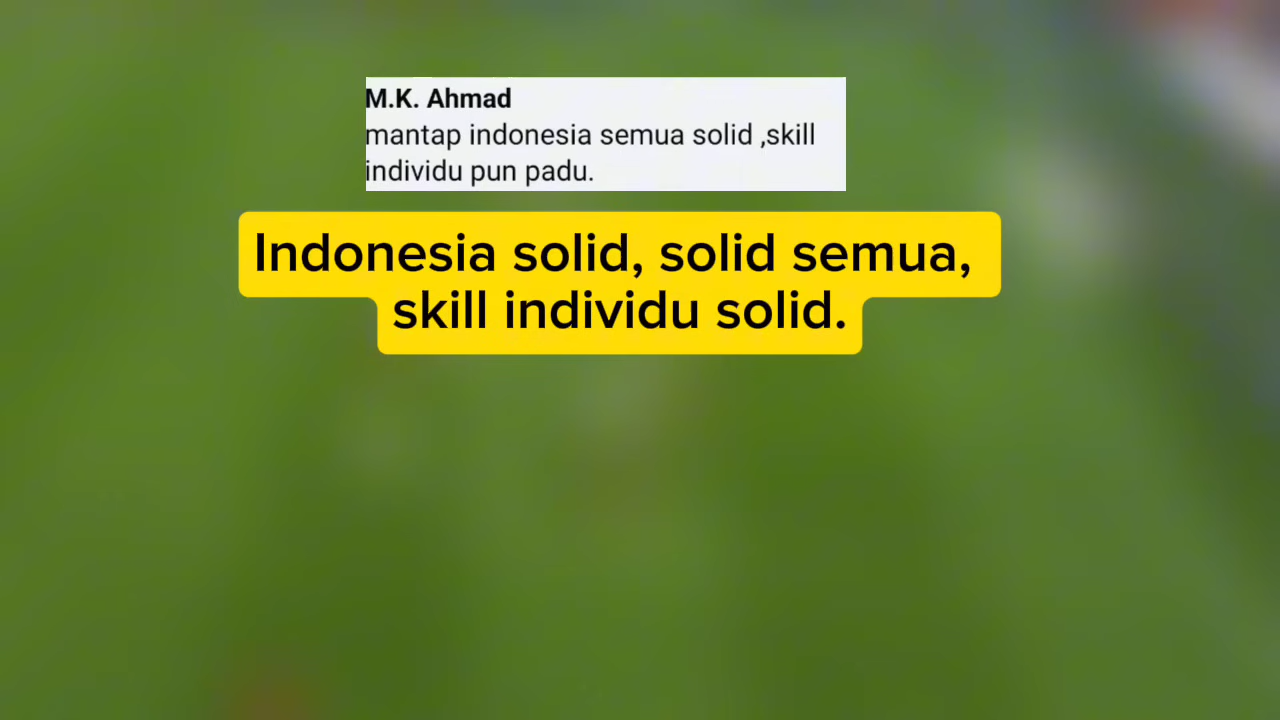 M.K. Ahmad
mantap indonesia semua solid ,skill
individu pun padu.
Indonesia solid, solid semua,
skill individu solid.